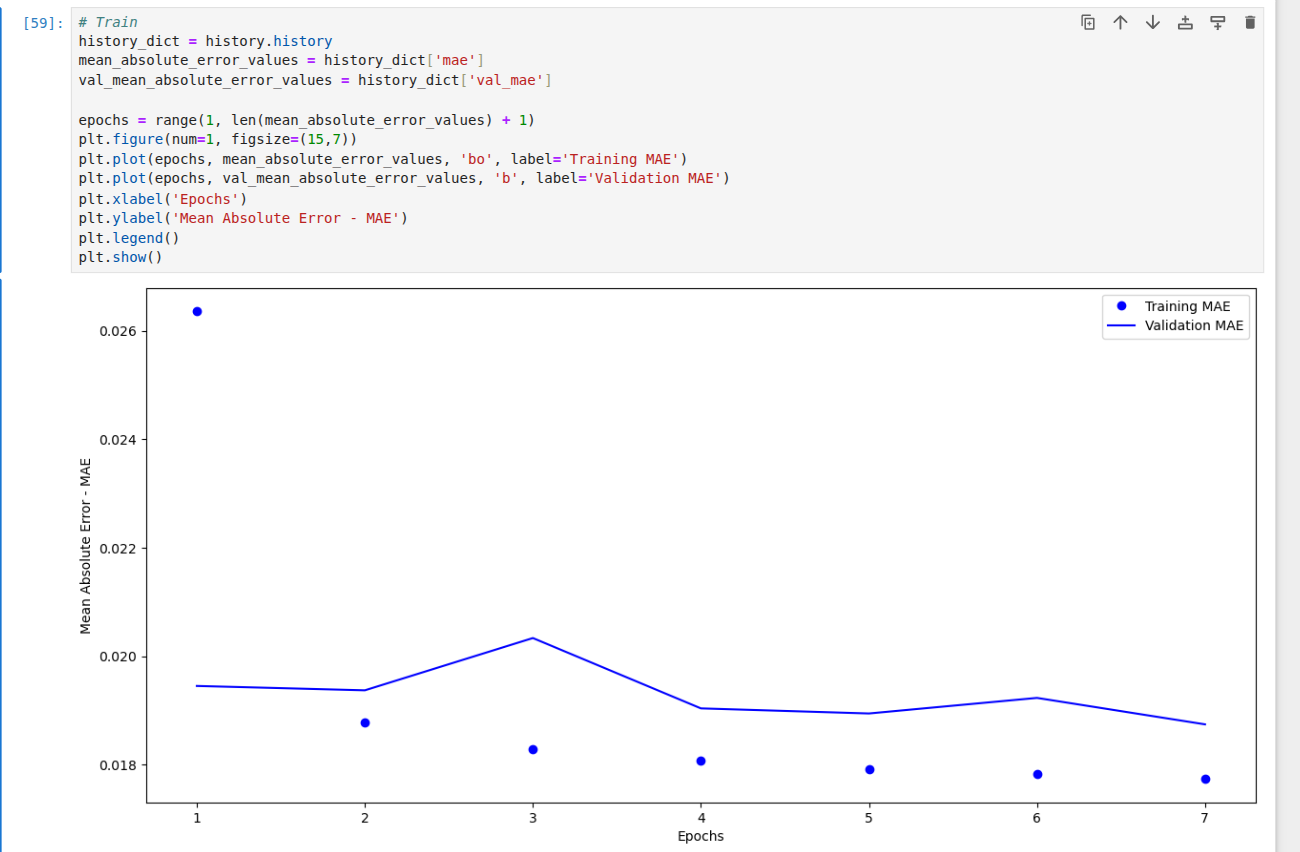 [59]:
# Train
history_dict = history.history
mean_absolute_error_values = history_dict['mae']
val_mean_absolute_error_values = history_dict['val_mae']
epochs = range(1, len(mean_absolute_error_values) + 1)
plt.figure(num=1, figsize=(15,7))
plt.plot(epochs, mean_absolute_error_values, 'bo', label='Training MAE')
plt.plot(epochs, val_mean_absolute_error_values, 'b', label='Validation MAE')
plt.xlabel('Epochs')
plt.ylabel('Mean Absolute Error - MAE')
plt.legend()
plt.show()
Training MAE
Validation MAE
0.026
0.024
0.022
0.020
0.018
Mean Absolute Error - MAE
1 2 3 4 5 6 7
Epochs